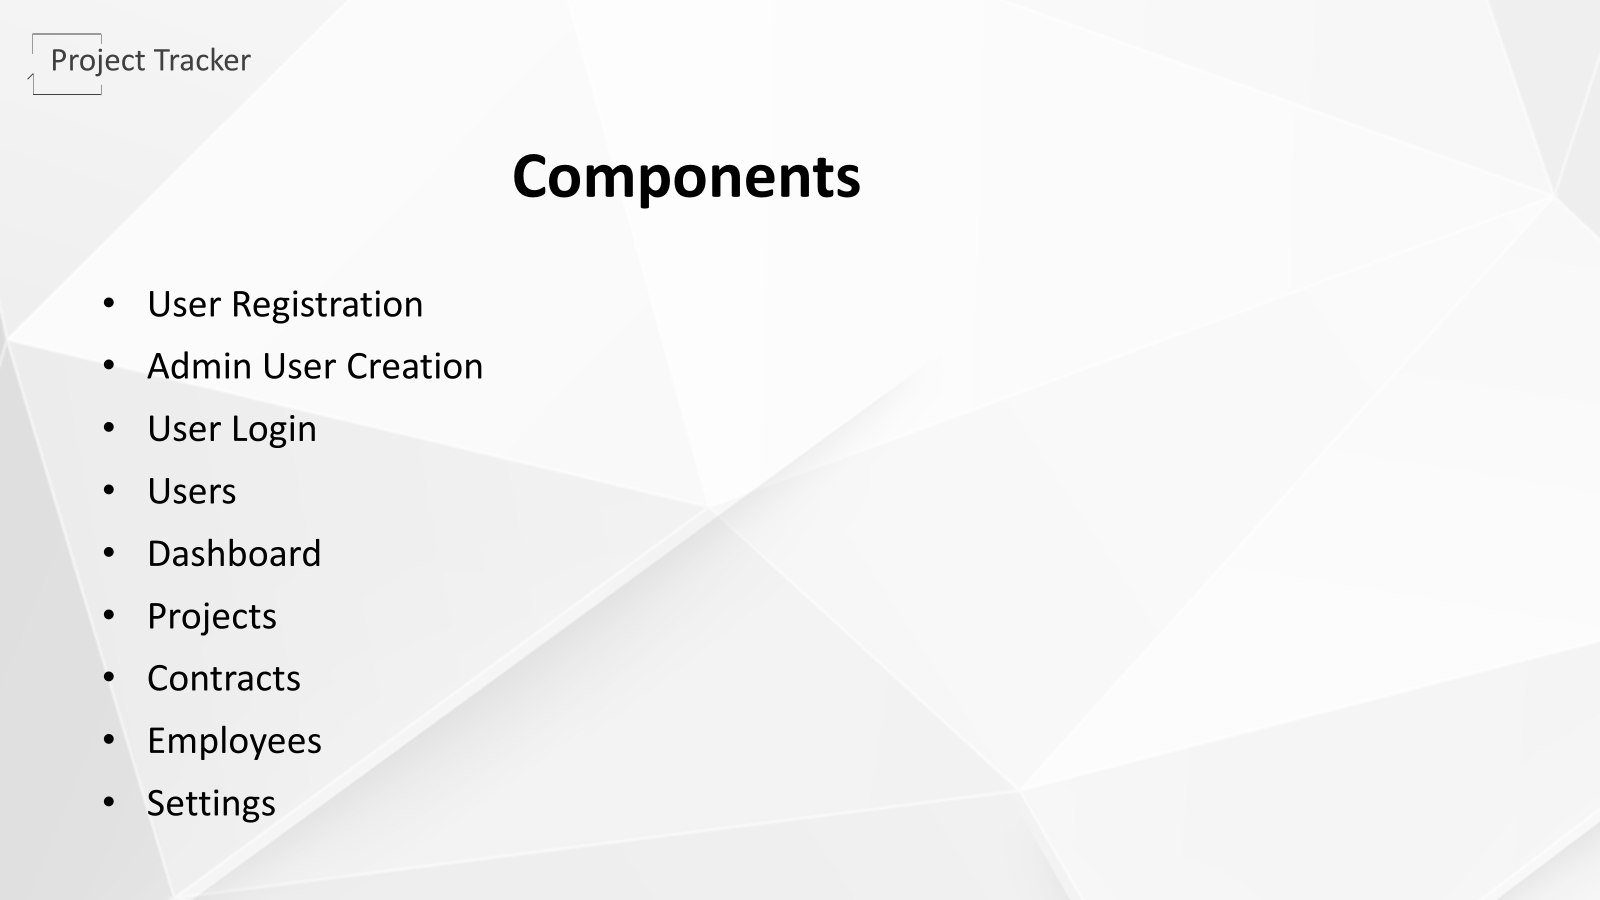 Project Tracker
Components
• User Registration
• Admin User Creation
• User Login
• Users
• Dashboard
• Projects
• Contracts
• Employees
• Settings